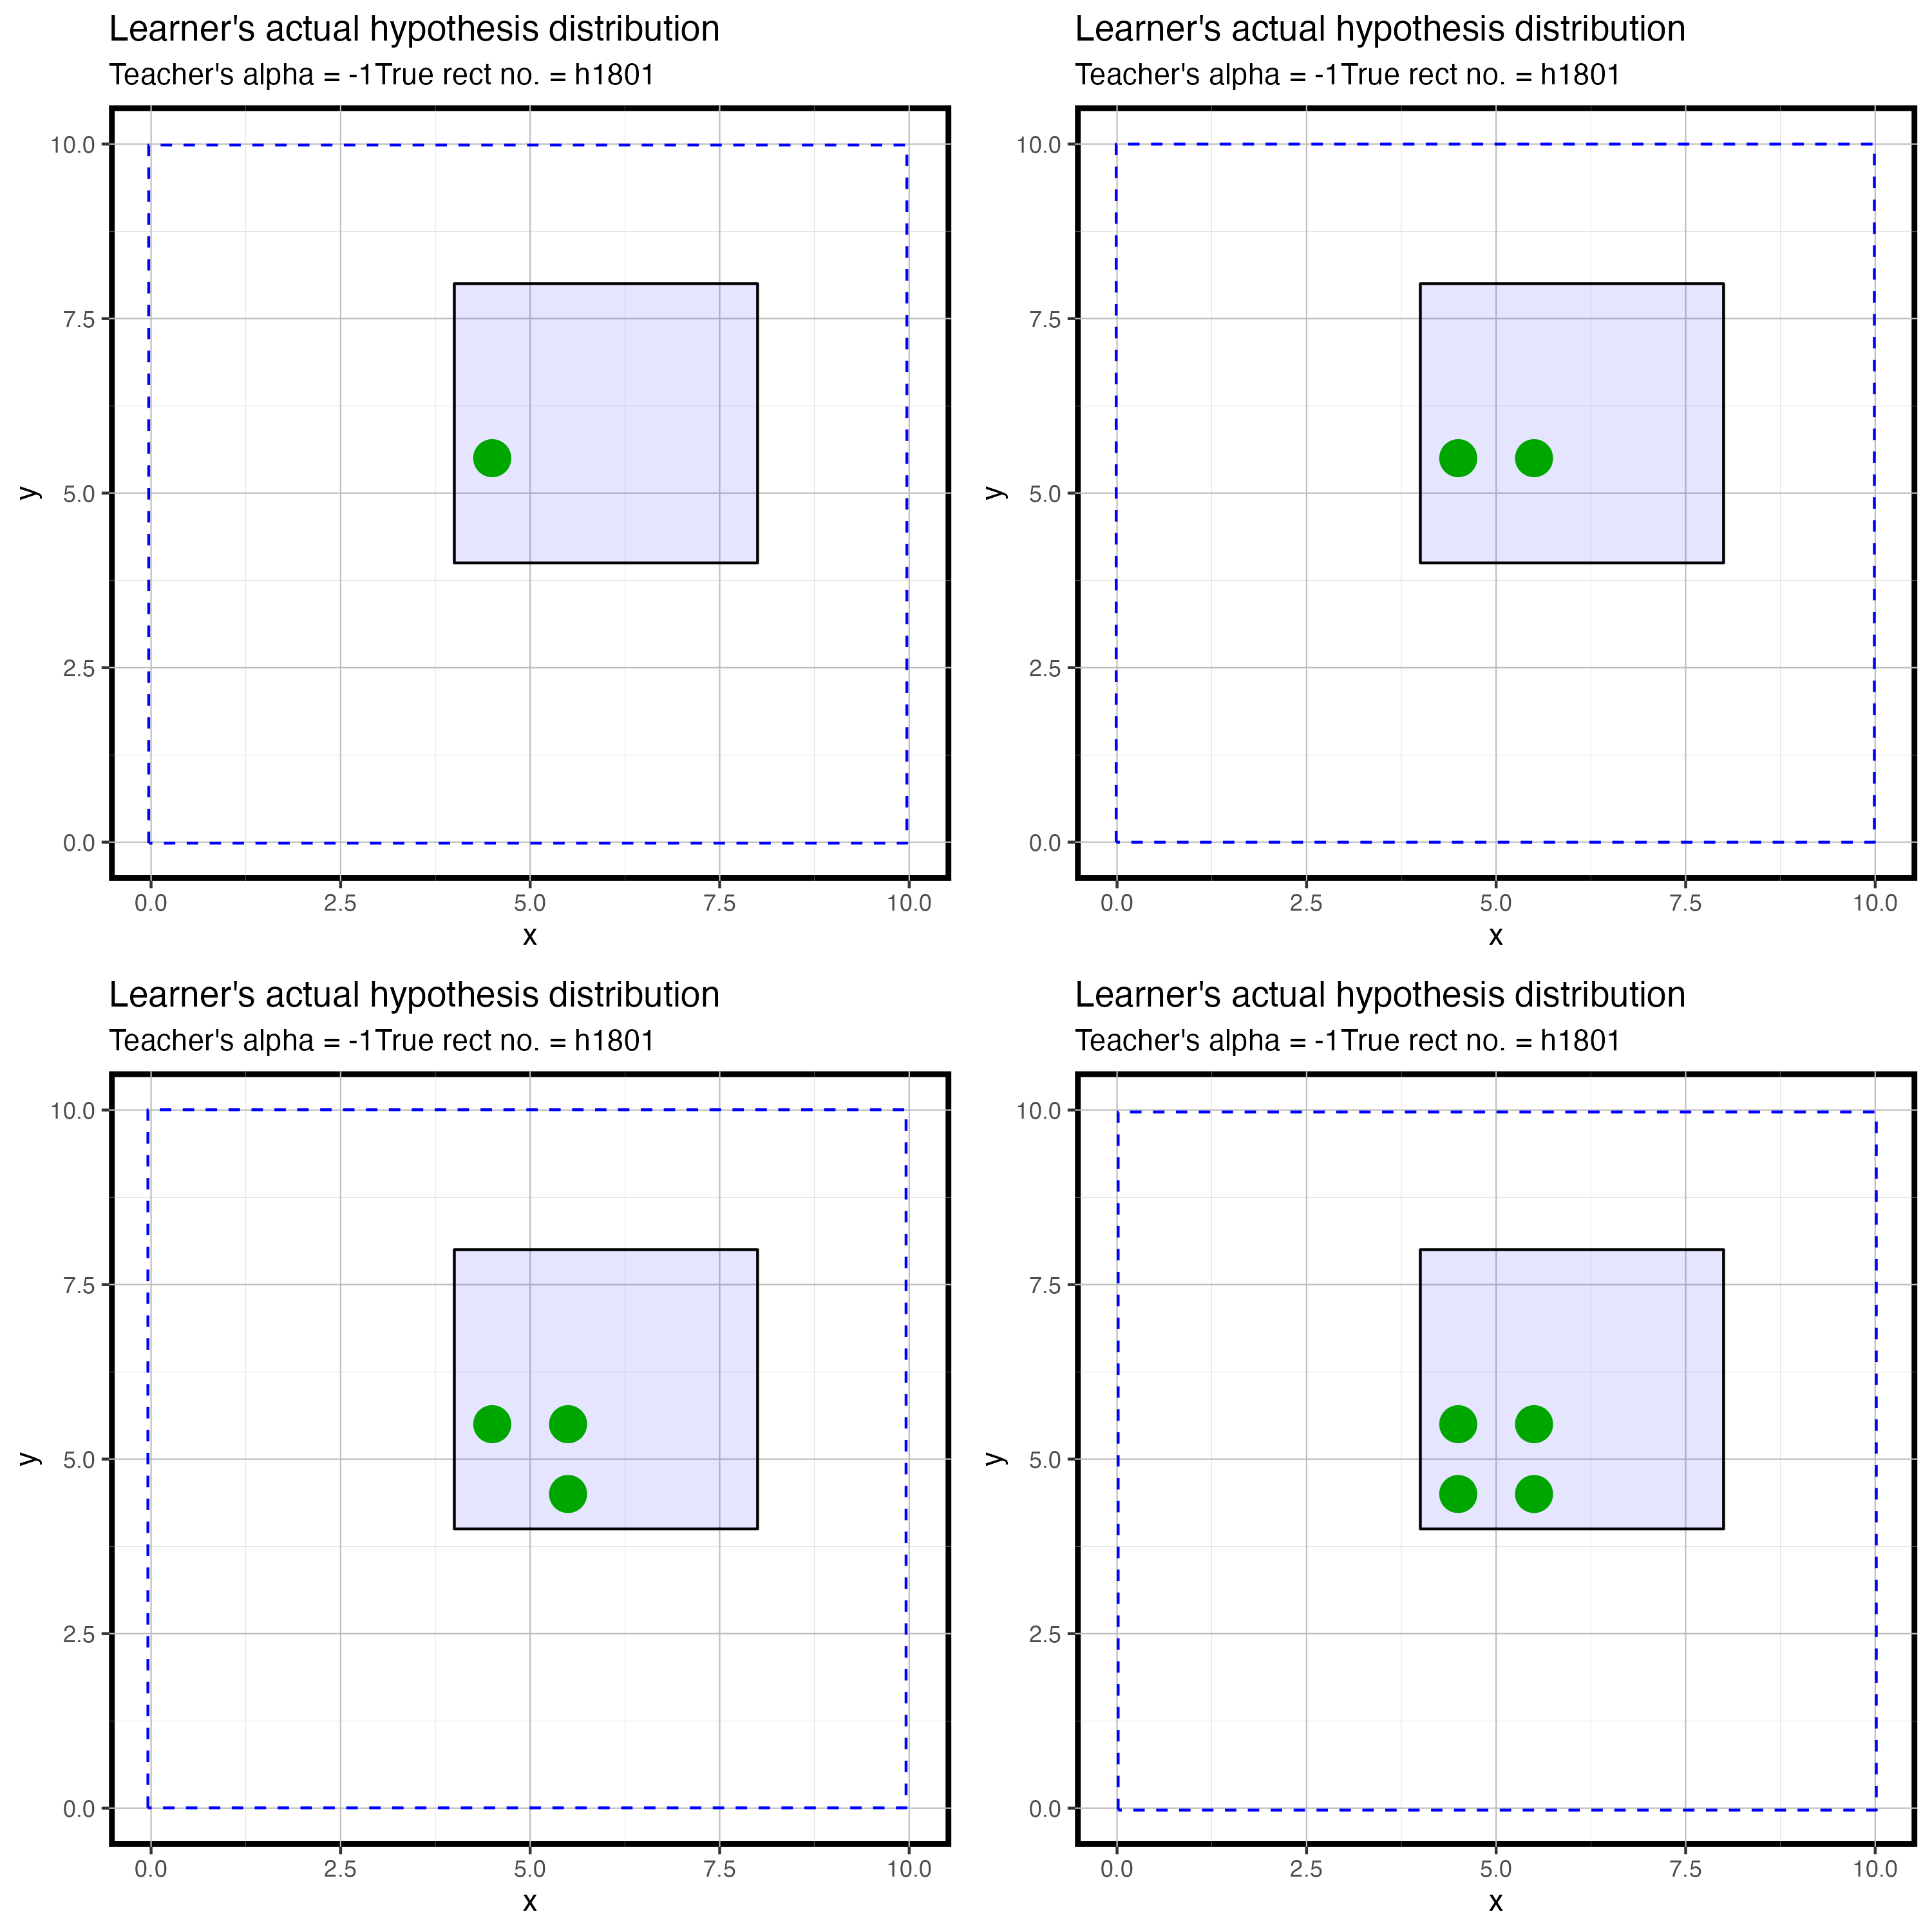 Learner's actual hypothesis distribution
Teacher's alpha = -1True rect no. = h1801
10.0
7.5
5.0
2.5
0.0
y
0.0 2.5 5.0 7.5 10.0
x
Learner's actual hypothesis distribution
Teacher's alpha = -1True rect no. = h1801
10.0
7.5
5.0
2.5
0.0
y
0.0 2.5 5.0 7.5 10.0
x
Learner's actual hypothesis distribution
Teacher's alpha = -1True rect no. = h1801
10.0
7.5
5.0
2.5
0.0
y
0.0 2.5 5.0 7.5 10.0
x
Learner's actual hypothesis distribution
Teacher's alpha = -1True rect no. = h1801
10.0
7.5
5.0
2.5
0.0
y
0.0 2.5 5.0 7.5 10.0
x